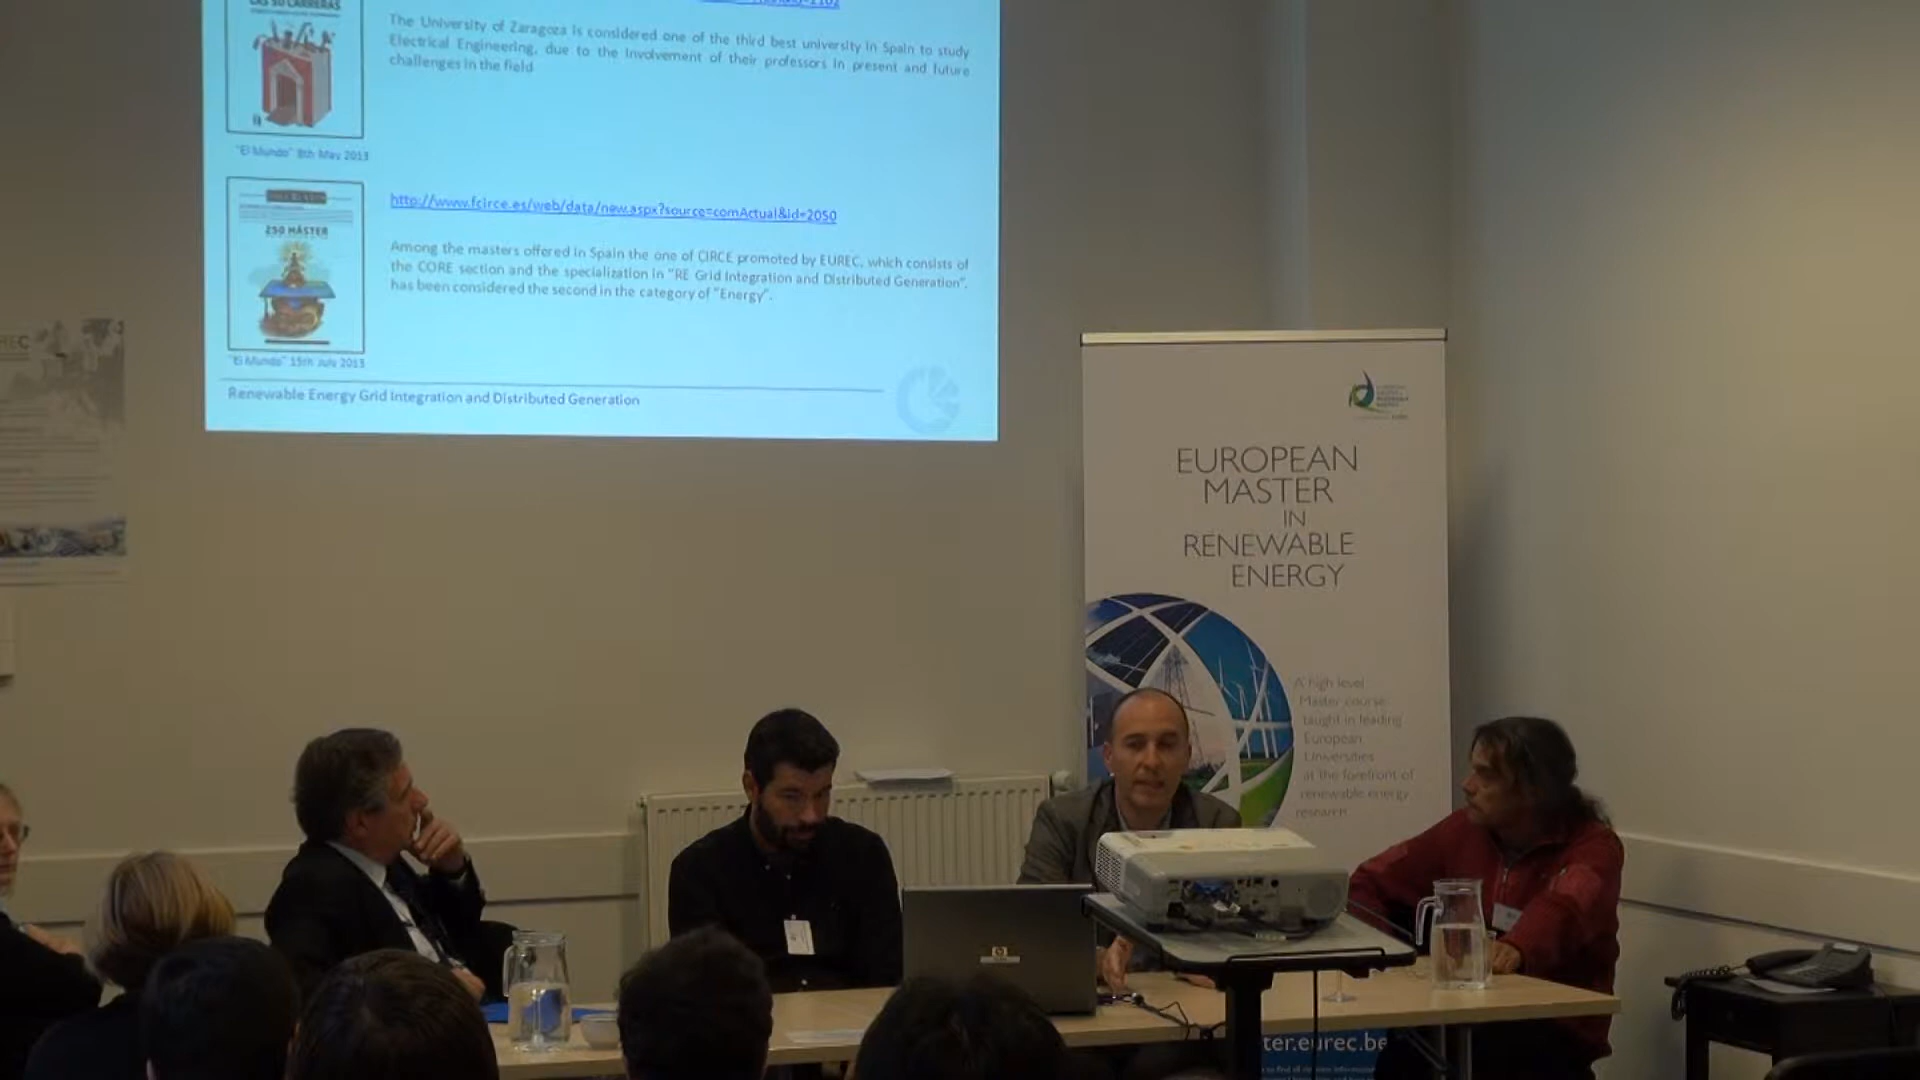 LAS 50 CARRERAS
The University of Zaragoza is considered one of the third best university in Spain to study
Electrical Engineering, due to the involvement of their professors in present and future
challenges in the field
"El Mundo" 8th May 2013
http://www.fcirce.es/web/data/new.aspx?source=comActual&id=2050
250 MÁSTER
Among the masters offered in Spain the one of CIRCE promoted by EUREC, which consists of
the CORE section and the specialization in "RE Grid Integration and Distributed Generation",
has been considered the second in the category of "Energy".
"El Mundo" 15th July 2013
Renewable Energy Grid Integration and Distributed Generation
EUROPEAN
MASTER
IN
RENEWABLE
ENERGY
A high level
Master course
taught in leading
European
Universities
at the forefront of
renewable energy
research
ter.eurec.be